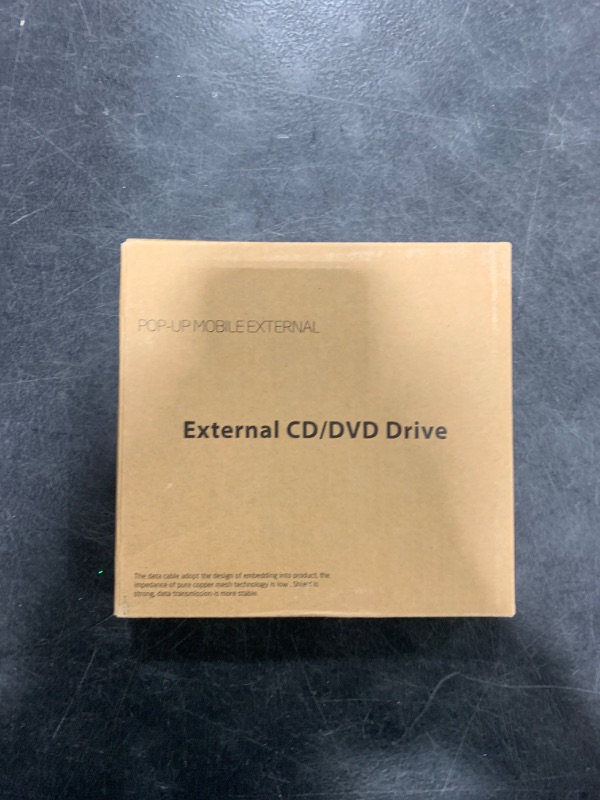 POP-UP MOBILE EXTERNAL
External CD/DVD Drive
The data cable adopt the design of embedding into product, the
impedance of pure copper mesh technology is low . Shield is
strong, data transmission is more stable